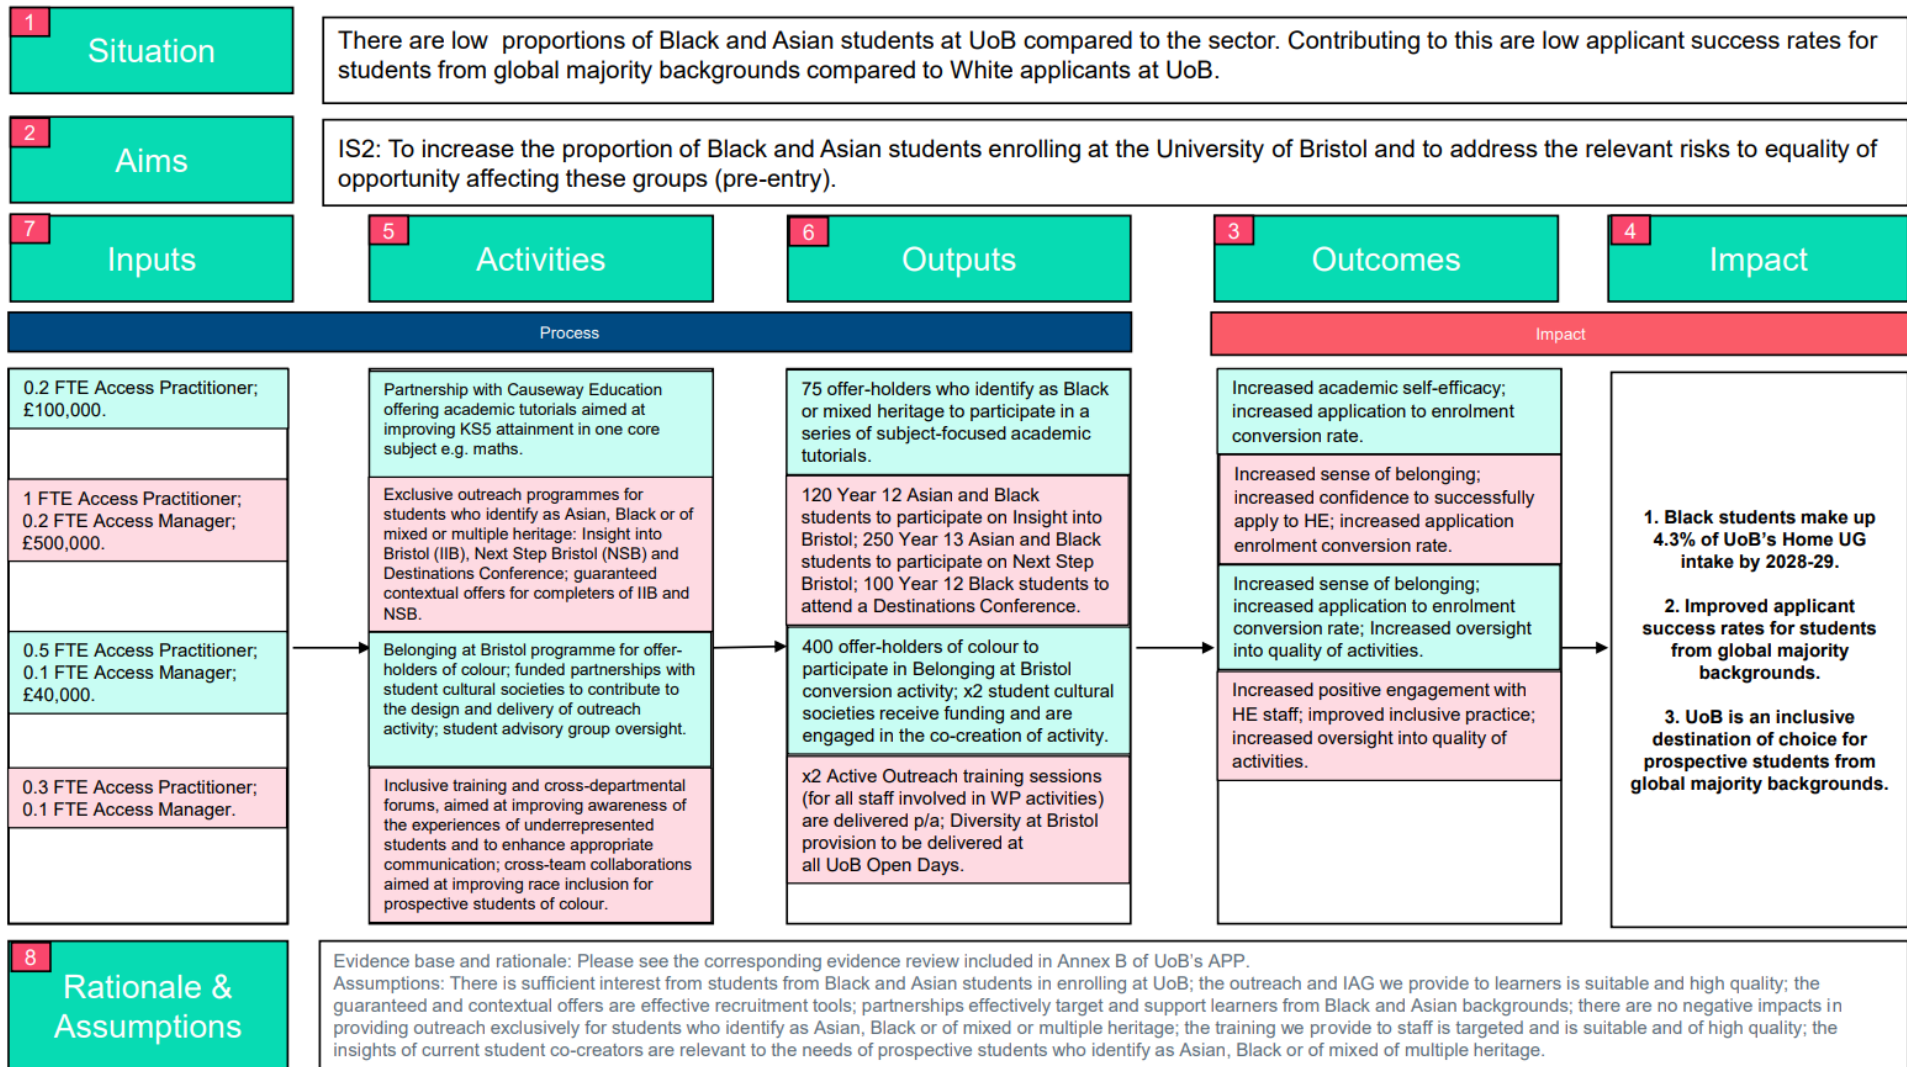 1
Situation
There are low proportions of Black and Asian students at UoB compared to the sector. Contributing to this are low applicant success rates for
students from global majority backgrounds compared to White applicants at UoB.
2
Aims
IS2: To increase the proportion of Black and Asian students enrolling at the University of Bristol and to address the relevant risks to equality of
opportunity affecting these groups (pre-entry).
7
Inputs
5
Activities
6
Outputs
3
Outcomes
4
Impact
Process
Impact
0.2 FTE Access Practitioner;
£100,000.
1 FTE Access Practitioner;
0.2 FTE Access Manager;
£500,000.
0.5 FTE Access Practitioner;
0.1 FTE Access Manager;
£40,000.
0.3 FTE Access Practitioner;
0.1 FTE Access Manager.
Partnership with Causeway Education
offering academic tutorials aimed at
improving KS5 attainment in one core
subject e.g. maths.
Exclusive outreach programmes for
students who identify as Asian, Black or of
mixed or multiple heritage: Insight into
Bristol (IIB), Next Step Bristol (NSB) and
Destinations Conference; guaranteed
contextual offers for completers of IIB and
NSB.
Belonging at Bristol programme for offer-
holders of colour; funded partnerships with
student cultural societies to contribute to
the design and delivery of outreach
activity; student advisory group oversight.
Inclusive training and cross-departmental
forums, aimed at improving awareness of
the experiences of underrepresented
students and to enhance appropriate
communication; cross-team collaborations
aimed at improving race inclusion for
prospective students of colour.
75 offer-holders who identify as Black
or mixed heritage to participate in a
series of subject-focused academic
tutorials.
120 Year 12 Asian and Black
students to participate on Insight into
Bristol; 250 Year 13 Asian and Black
students to participate on Next Step
Bristol; 100 Year 12 Black students to
attend a Destinations Conference.
400 offer-holders of colour to
participate in Belonging at Bristol
conversion activity; x2 student cultural
societies receive funding and are
engaged in the co-creation of activity.
x2 Active Outreach training sessions
(for all staff involved in WP activities)
are delivered p/a; Diversity at Bristol
provision to be delivered at
all UoB Open Days.
Increased academic self-efficacy;
increased application to enrolment
conversion rate.
Increased sense of belonging;
increased confidence to successfully
apply to HE; increased application
enrolment conversion rate.
Increased sense of belonging;
increased application to enrolment
conversion rate; Increased oversight
into quality of activities.
Increased positive engagement with
HE staff; improved inclusive practice;
increased oversight into quality of
activities.
1. Black students make up
4.3% of UoB's Home UG
intake by 2028-29.
2. Improved applicant
success rates for students
from global majority
backgrounds.
3. UoB is an inclusive
destination of choice for
prospective students from
global majority backgrounds.
8
Rationale &
Assumptions
Evidence base and rationale: Please see the corresponding evidence review included in Annex B of UoB's APP.
Assumptions: There is sufficient interest from students from Black and Asian students in enrolling at UoB; the outreach and IAG we provide to learners is suitable and high quality; the
guaranteed and contextual offers are effective recruitment tools; partnerships effectively target and support learners from Black and Asian backgrounds; there are no negative impacts in
providing outreach exclusively for students who identify as Asian, Black or of mixed or multiple heritage; the training we provide to staff is targeted and is suitable and of high quality; the
insights of current student co-creators are relevant to the needs of prospective students who identify as Asian, Black or of mixed of multiple heritage.